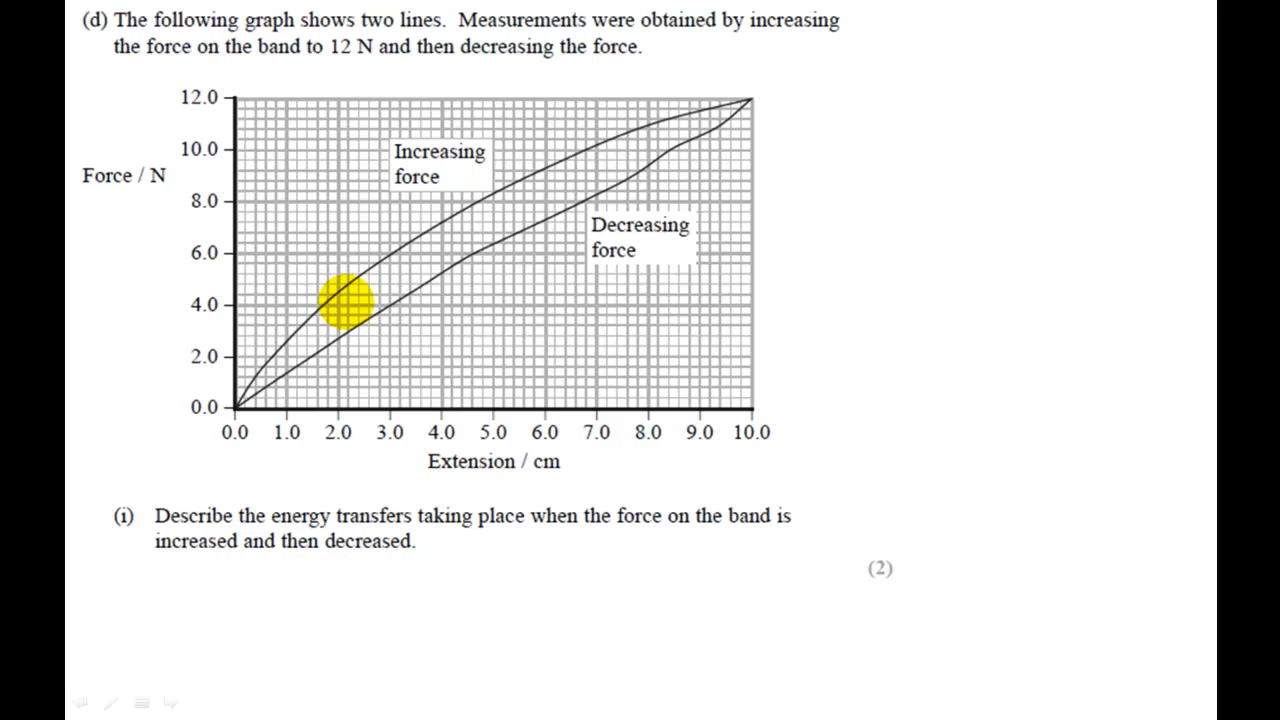 (d) The following graph shows two lines. Measurements were obtained by increasing
the force on the band to 12 N and then decreasing the force.
12.0
10.0
8.0
6.0
4.0
2.0
0.0
Force / N
Increasing
force
Decreasing
force
0.0 1.0 2.0 3.0 4.0 5.0 6.0 7.0 8.0 9.0 10.0
Extension / cm
(i) Describe the energy transfers taking place when the force on the band is
increased and then decreased.
(2)